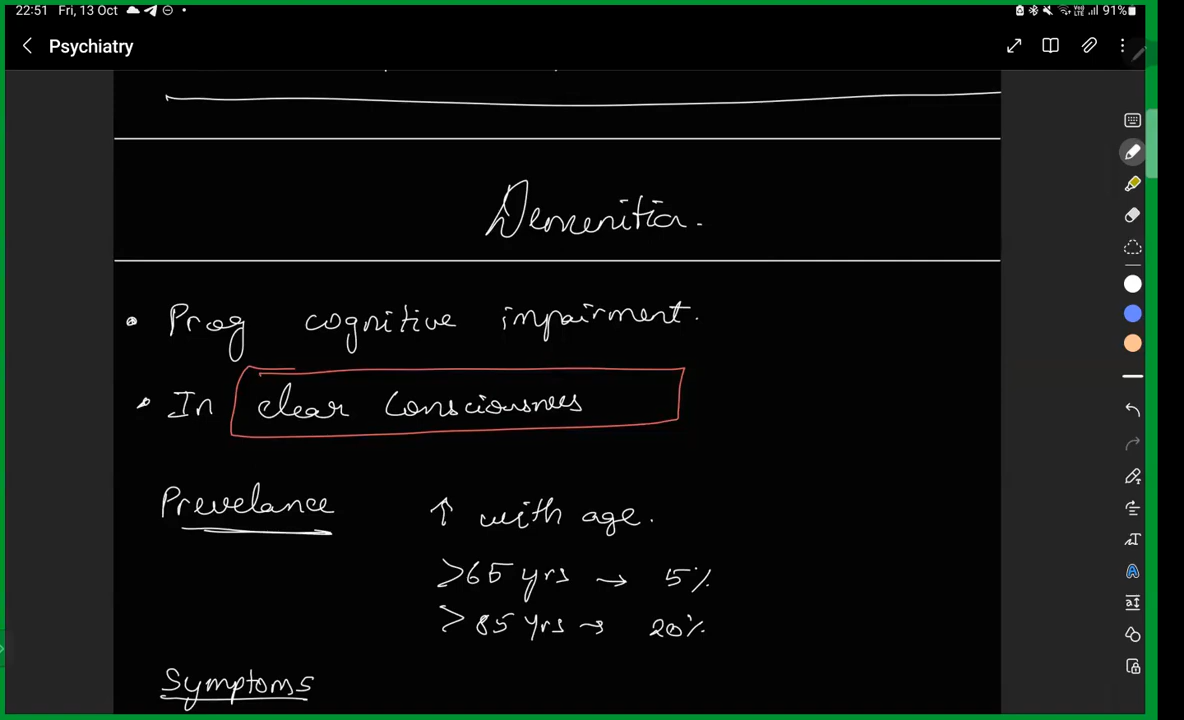 22:51 Fri, 13 Oct 91%
Psychiatry
Demenitia.
• Prog cognitive impairment.
• In clear Consciousness
Prevelance ↑ with age.
>65 yrs → 5%
>85 yrs → 20%
Symptoms